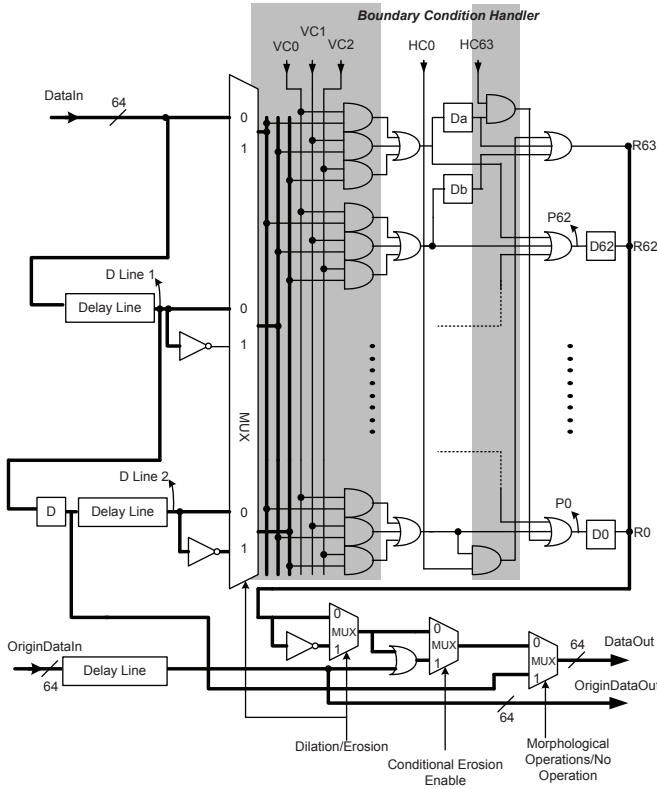 Boundary Condition Handler
VC0
VC1
VC2
HC0
HC63
DataIn
64
0
1
Da
R63
Db
P62
D62
R62
D Line 1
Delay Line
0
1
MUX
D Line 2
D
Delay Line
0
1
P0
D0
R0
0
MUX
1
0
MUX
1
0
MUX
1
64
DataOut
OriginDataIn
64
Delay Line
64
OriginDataOut
Dilation/Erosion
Conditional Erosion
Enable
Morphological
Operations/No
Operation